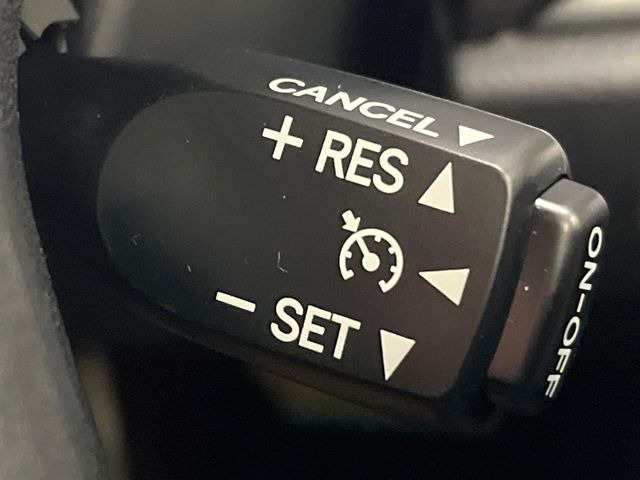 CANCEL ▼
+ RES ▲
◀
− SET ▼
ON-OFF